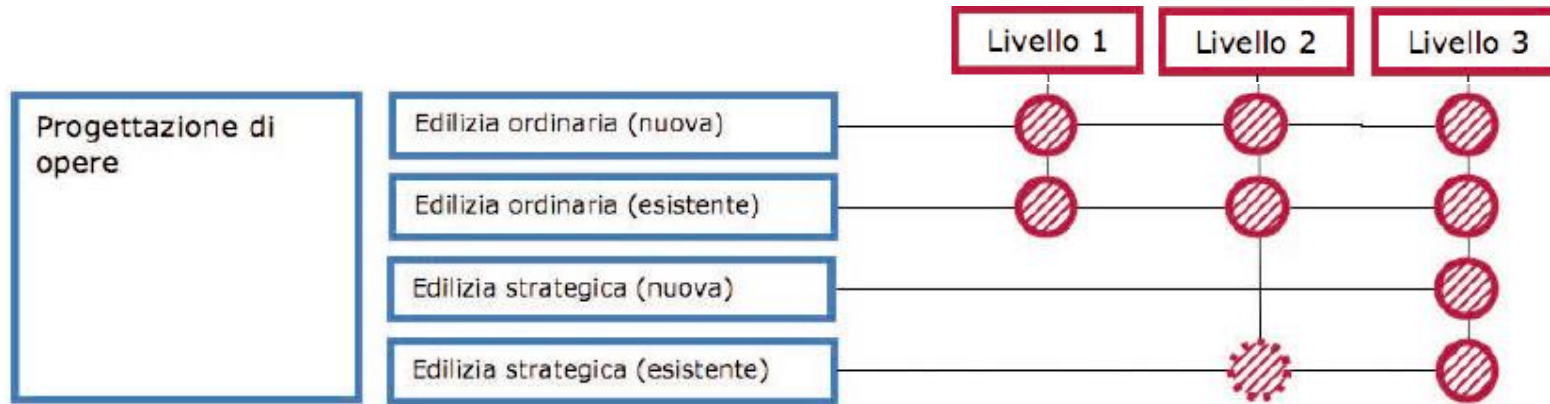 Livello 1
Livello 2
Livello 3
Progettazione di
opere
Edilizia ordinaria (nuova)
Edilizia ordinaria (esistente)
Edilizia strategica (nuova)
Edilizia strategica (esistente)